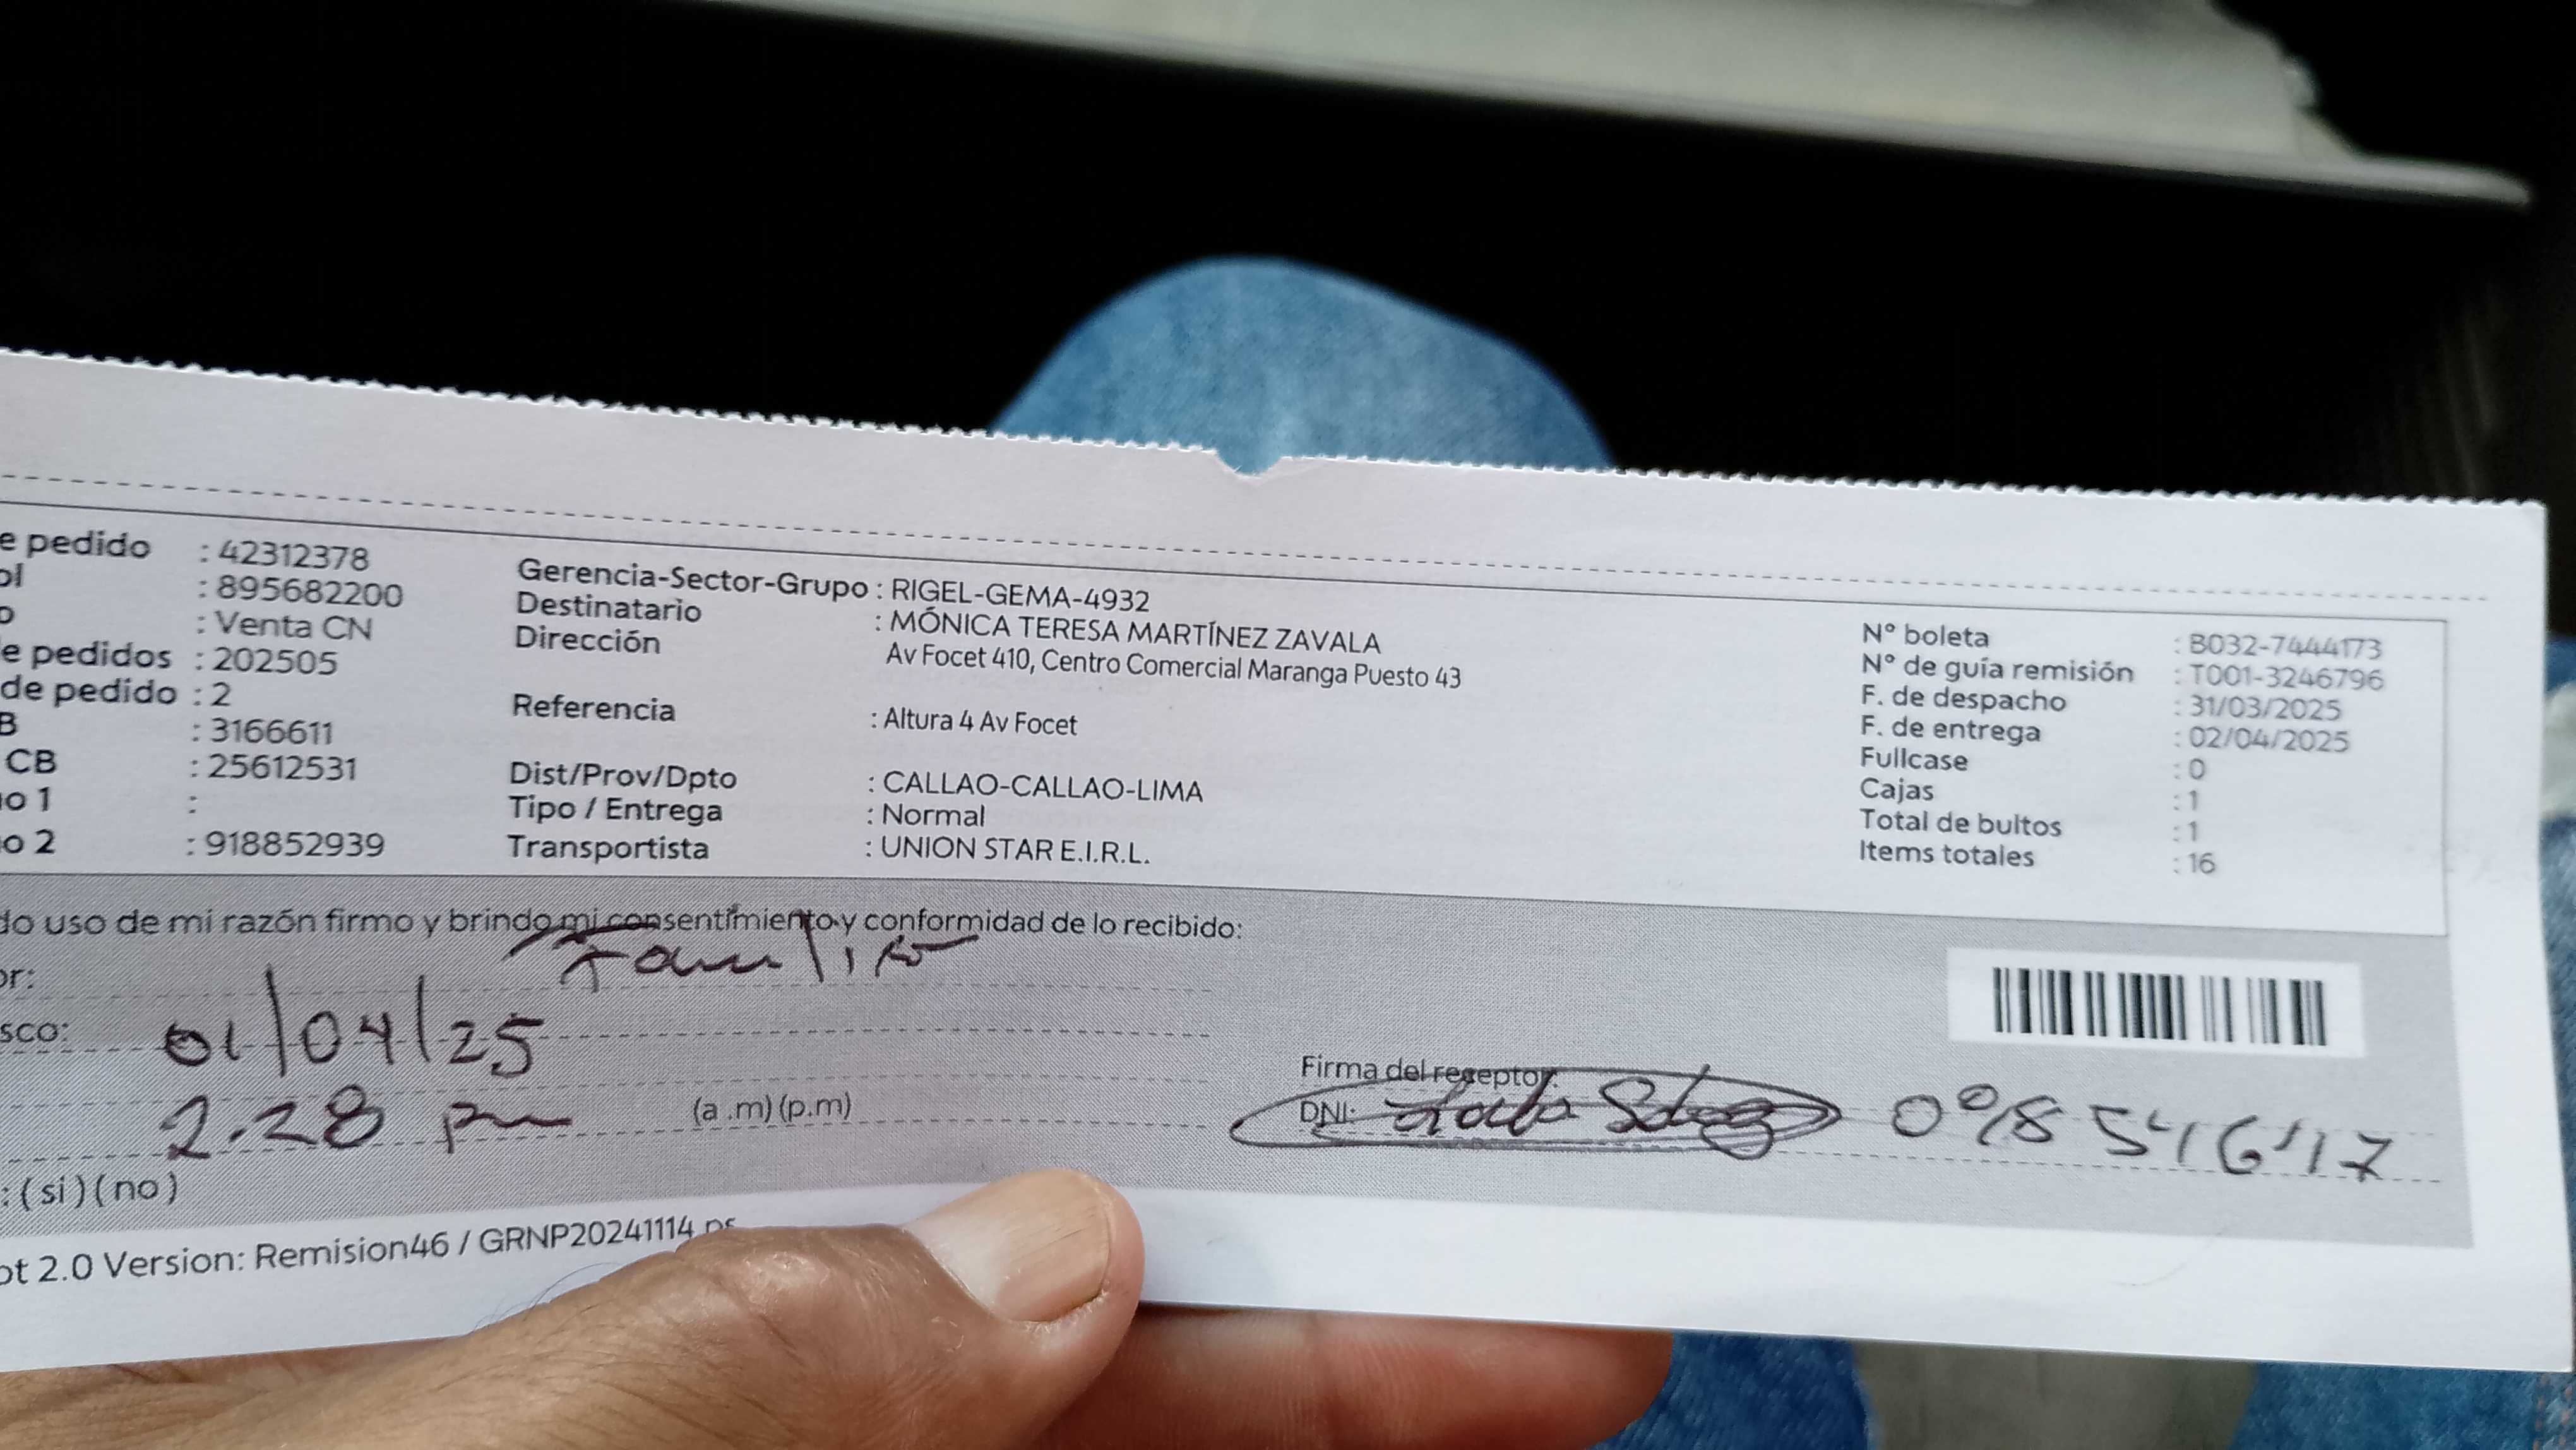 e pedido : 42312378
ol : 895682200
o : Venta CN
e pedidos : 202505
de pedido : 2
B : 3166611
CB : 25612531
no 1 :
no 2 : 918852939
Gerencia-Sector-Grupo : RIGEL-GEMA-4932
Destinatario : MÓNICA TERESA MARTÍNEZ ZAVALA
Dirección Av Focet 410, Centro Comercial Maranga Puesto 43
Referencia : Altura 4 Av Focet
Dist/Prov/Dpto : CALLAO-CALLAO-LIMA
Tipo / Entrega : Normal
Transportista : UNION STAR E.I.R.L.
N° boleta : B032-7444173
N° de guía remisión : T001-3246796
F. de despacho : 31/03/2025
F. de entrega : 02/04/2025
Fullcase : 0
Cajas : 1
Total de bultos : 1
Items totales : 16
do uso de mi razón firmo y brindo mi consentimiento y conformidad de lo recibido:
or:
sco: 01/04/25
2.28 pm (a .m) (p.m)
: (si) (no)
Firma del receptor:
DNI:
ot 2.0 Version: Remision46 / GRNP20241114.ps